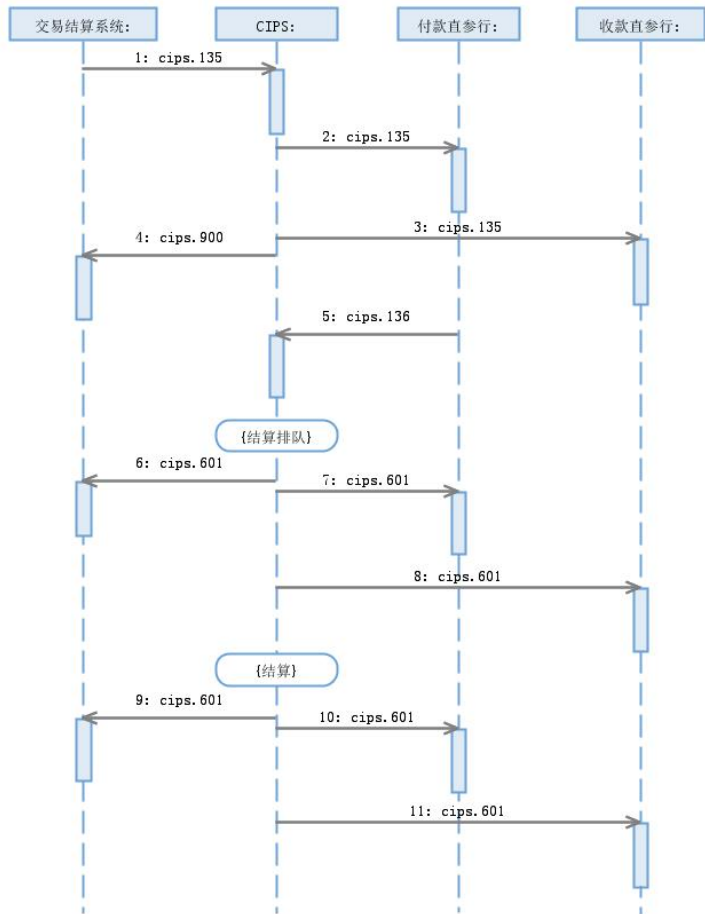 交易结算系统:
CIPS:
付款直参行:
收款直参行:
1: cips.135
2: cips.135
3: cips.135
4: cips.900
5: cips.136
{结算排队}
6: cips.601
7: cips.601
8: cips.601
{结算}
9: cips.601
10: cips.601
11: cips.601